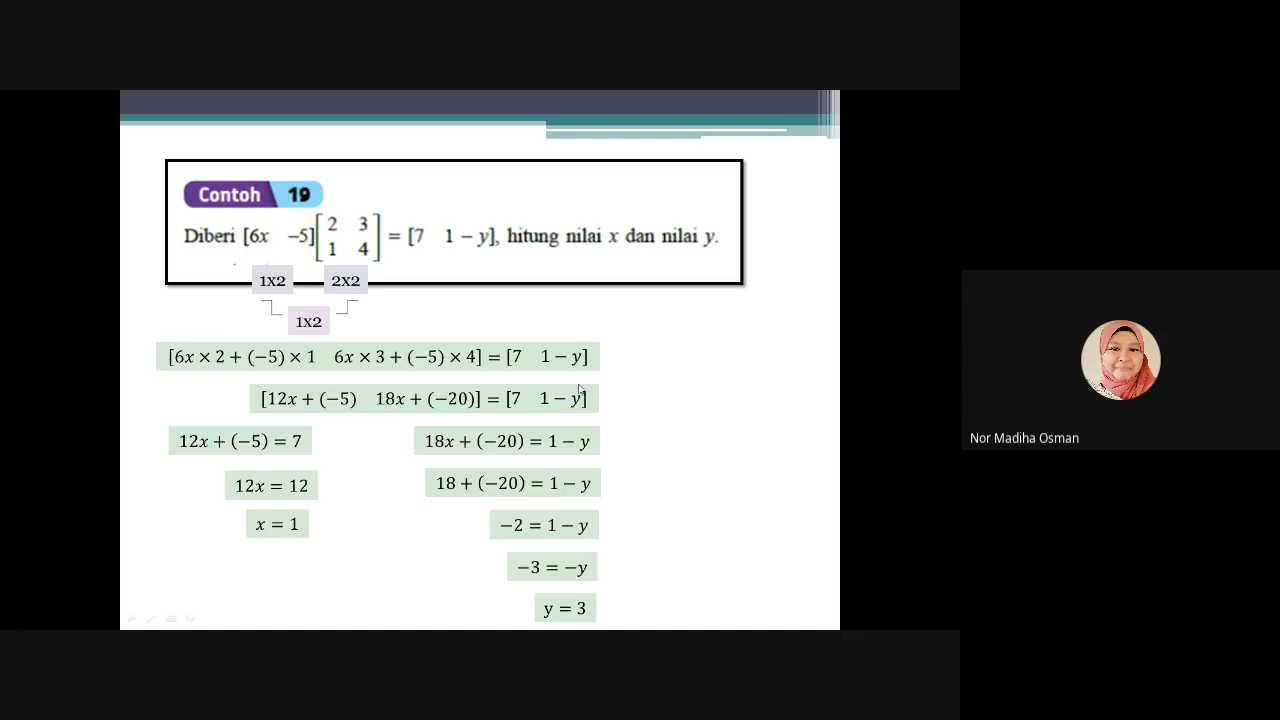 Contoh 19
Diberi [6x −5][2 3 1 4] = [7 1 − y], hitung nilai x dan nilai y.
1x2 2x2
1x2
[6x × 2 + (−5) × 1 6x × 3 + (−5) × 4] = [7 1 − y]
[12x + (−5) 18x + (−20)] = [7 1 − y]
12x + (−5) = 7 18x + (−20) = 1 − y
12x = 12 18 + (−20) = 1 − y
x = 1 −2 = 1 − y
−3 = −y
y = 3
Nor Madiha Osman